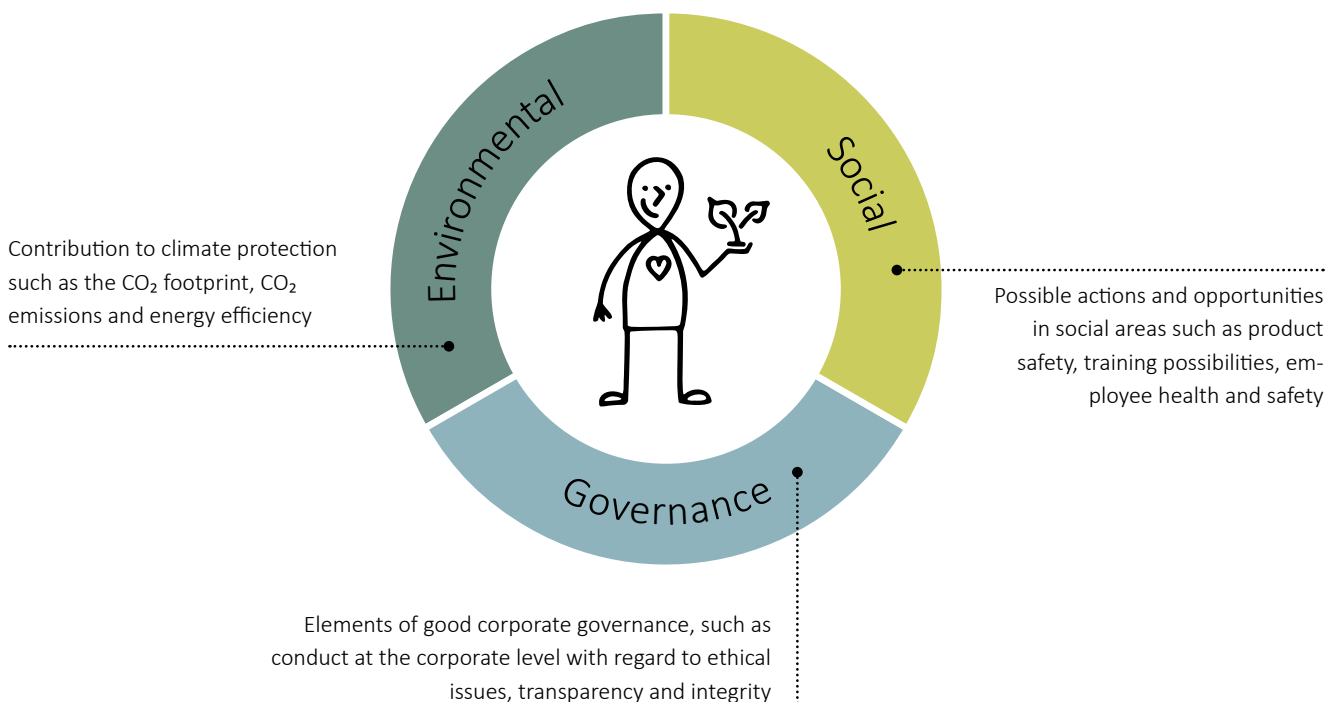 Environmental
Social
Contribution to climate protection
such as the CO₂ footprint, CO₂
emissions and energy efficiency
Possible actions and opportunities
in social areas such as product
safety, training possibilities, em-
ployee health and safety
Governance
Elements of good corporate governance, such as
conduct at the corporate level with regard to ethical
issues, transparency and integrity